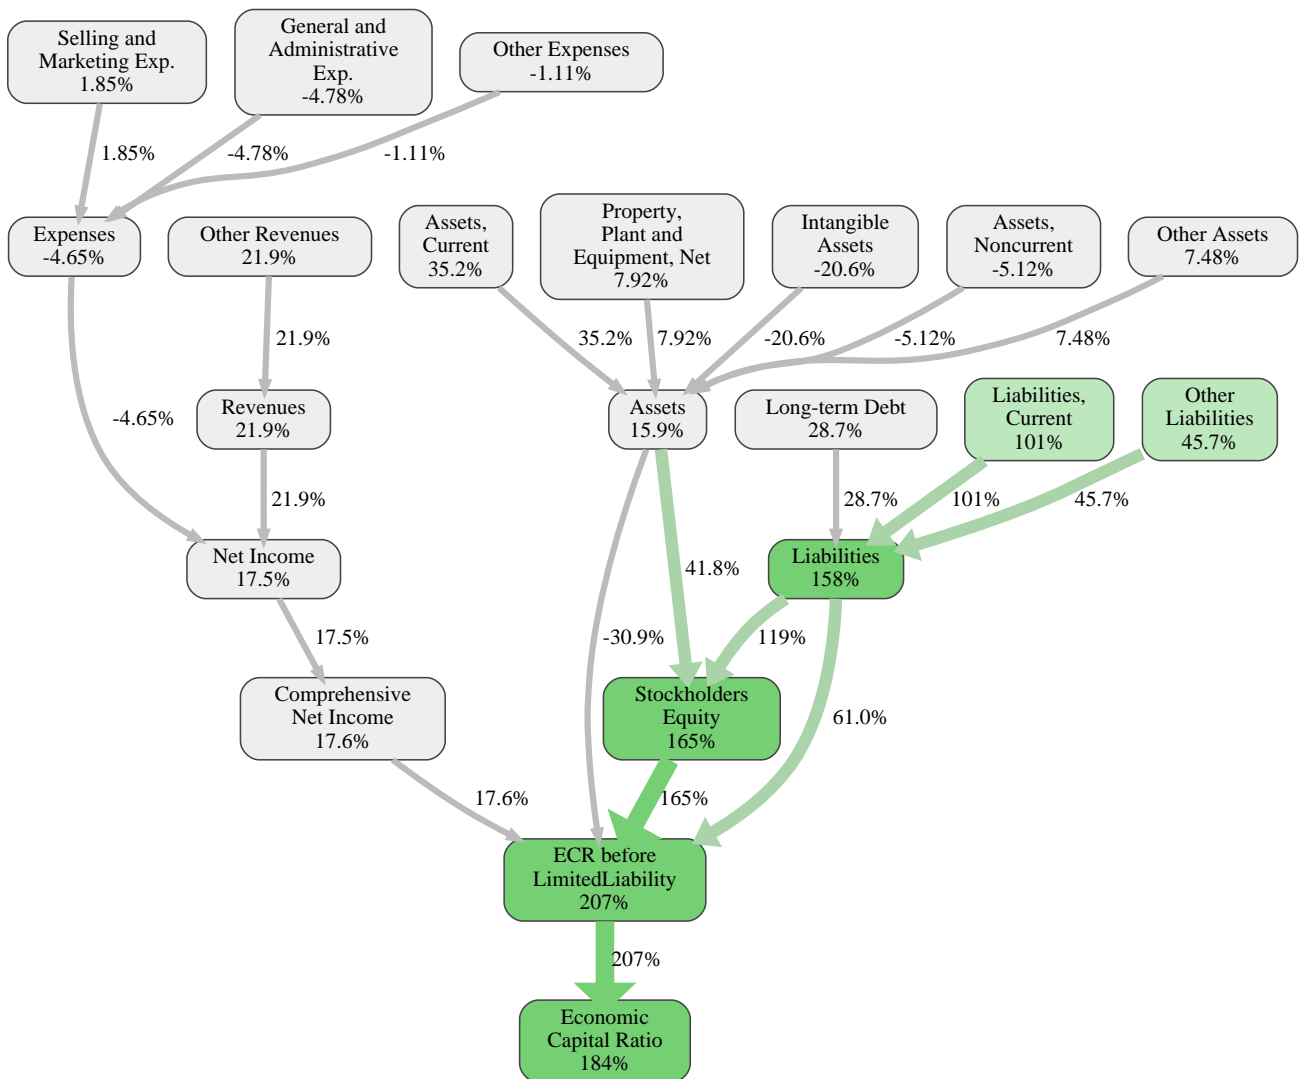 Selling and
Marketing Exp.
1.85%
General and
Administrative
Exp.
-4.78%
Other Expenses
-1.11%
1.85%
-4.78%
-1.11%
Expenses
-4.65%
Other Revenues
21.9%
Assets,
Current
35.2%
Property,
Plant and
Equipment, Net
7.92%
Intangible
Assets
-20.6%
Assets,
Noncurrent
-5.12%
Other Assets
7.48%
21.9%
35.2%
7.92%
-20.6%
-5.12%
7.48%
-4.65%
Revenues
21.9%
Assets
15.9%
Long-term Debt
28.7%
Liabilities,
Current
101%
Other
Liabilities
45.7%
21.9%
28.7%
101%
45.7%
Net Income
17.5%
41.8%
Liabilities
158%
17.5%
-30.9%
119%
Comprehensive
Net Income
17.6%
Stockholders
Equity
165%
61.0%
17.6%
165%
ECR before
LimitedLiability
207%
207%
Economic
Capital Ratio
184%